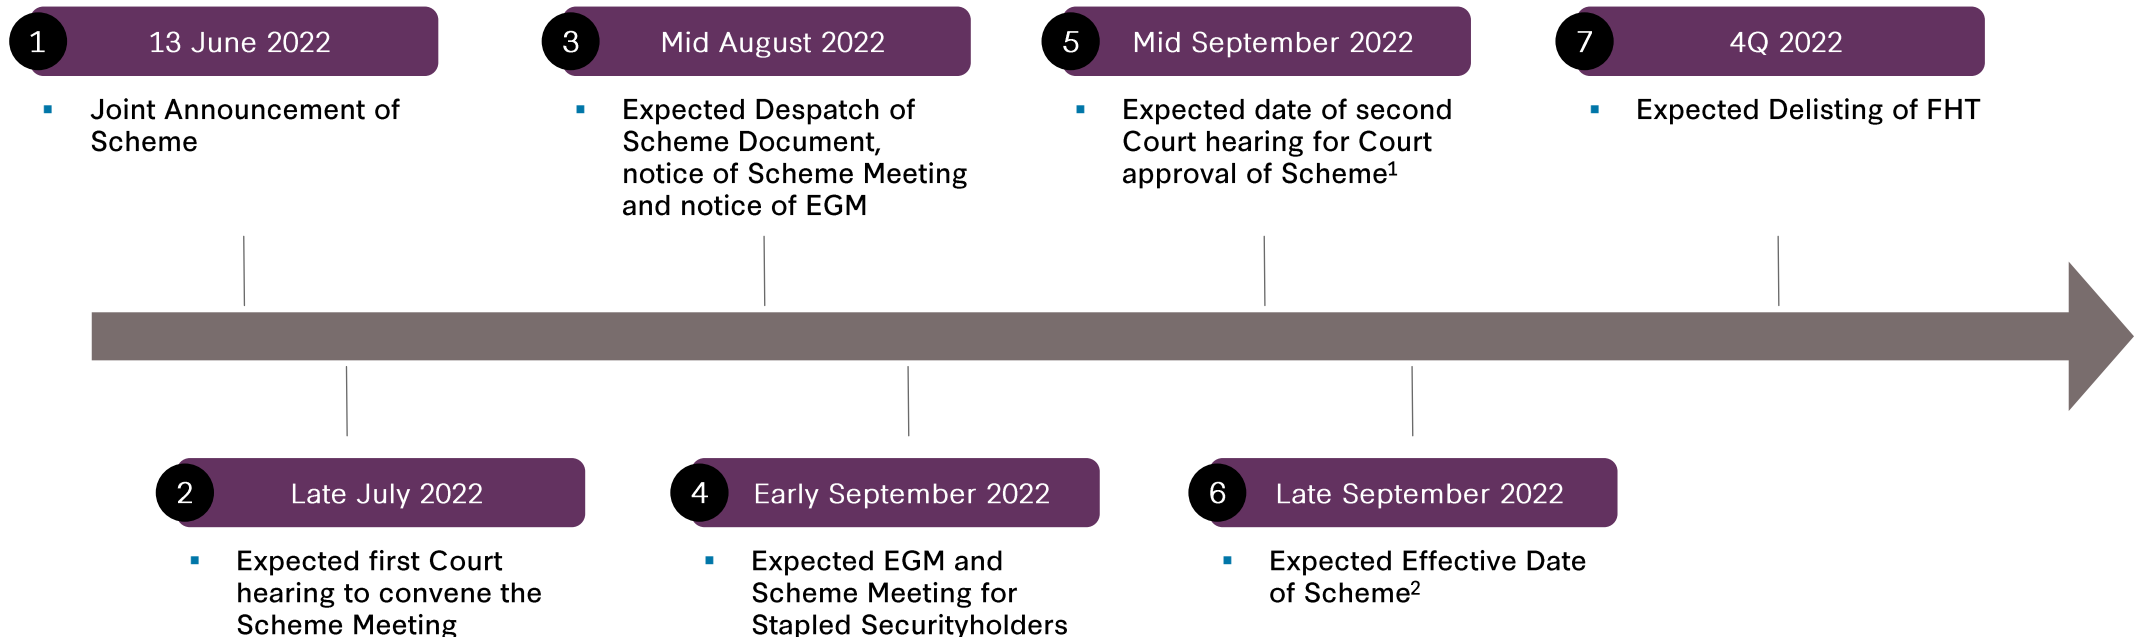 1 13 June 2022
▪ Joint Announcement of
Scheme
3 Mid August 2022
▪ Expected Despatch of
Scheme Document,
notice of Scheme Meeting
and notice of EGM
5 Mid September 2022
▪ Expected date of second
Court hearing for Court
approval of Scheme¹
7 4Q 2022
▪ Expected Delisting of FHT
2 Late July 2022
▪ Expected first Court
hearing to convene the
Scheme Meeting
4 Early September 2022
▪ Expected EGM and
Scheme Meeting for
Stapled Securityholders
6 Late September 2022
▪ Expected Effective Date
of Scheme²